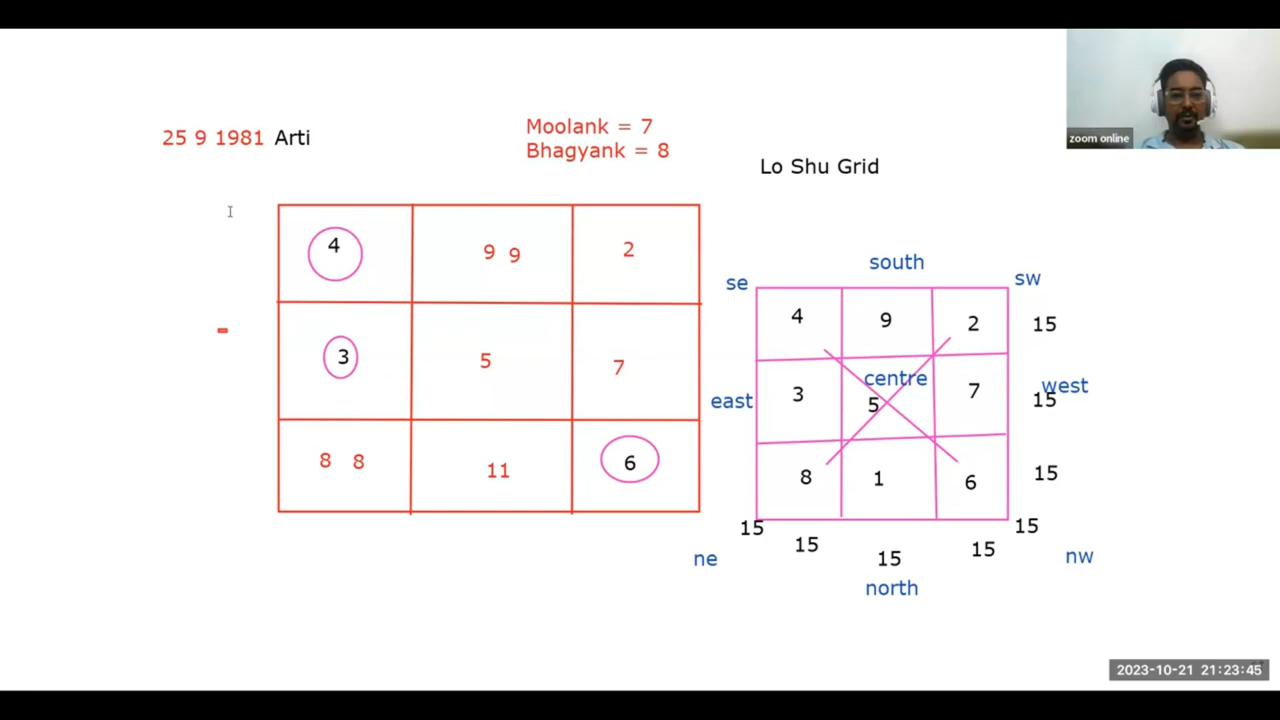 zoom online
25 9 1981 Arti
Moolank = 7
Bhagyank = 8
Lo Shu Grid
4 9 9 2
3 5 7
8 8 11 6
south
se sw
4 9 2 15
centre
east 3 5 7 15 west
8 1 6 15
15 15 15 15 15
ne north nw
2023-10-21 21:23:45